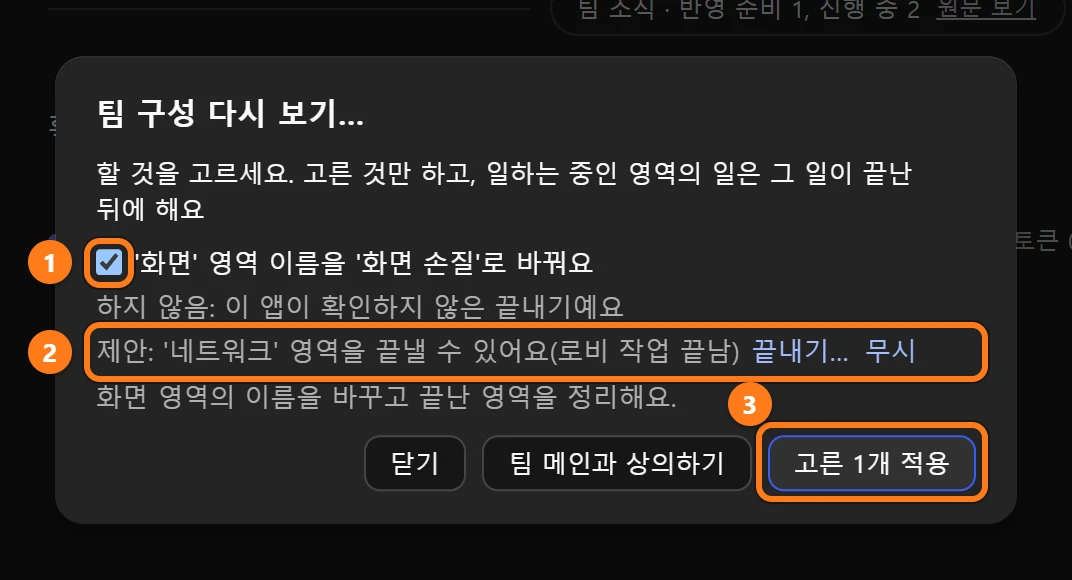 팀 소식 · 반영 준비 1, 진행 중 2 원문 보기
팀 구성 다시 보기...
할 것을 고르세요. 고른 것만 하고, 일하는 중인 영역의 일은 그 일이 끝난
뒤에 해요
1 '화면' 영역 이름을 '화면 손질'로 바꿔요
토큰
하지 않음: 이 앱이 확인하지 않은 끝내기예요
2 제안: '네트워크' 영역을 끝낼 수 있어요(로비 작업 끝남) 끝내기... 무시
화면 영역의 이름을 바꾸고 끝난 영역을 정리해요.
3
닫기 팀 메인과 상의하기 고른 1개 적용